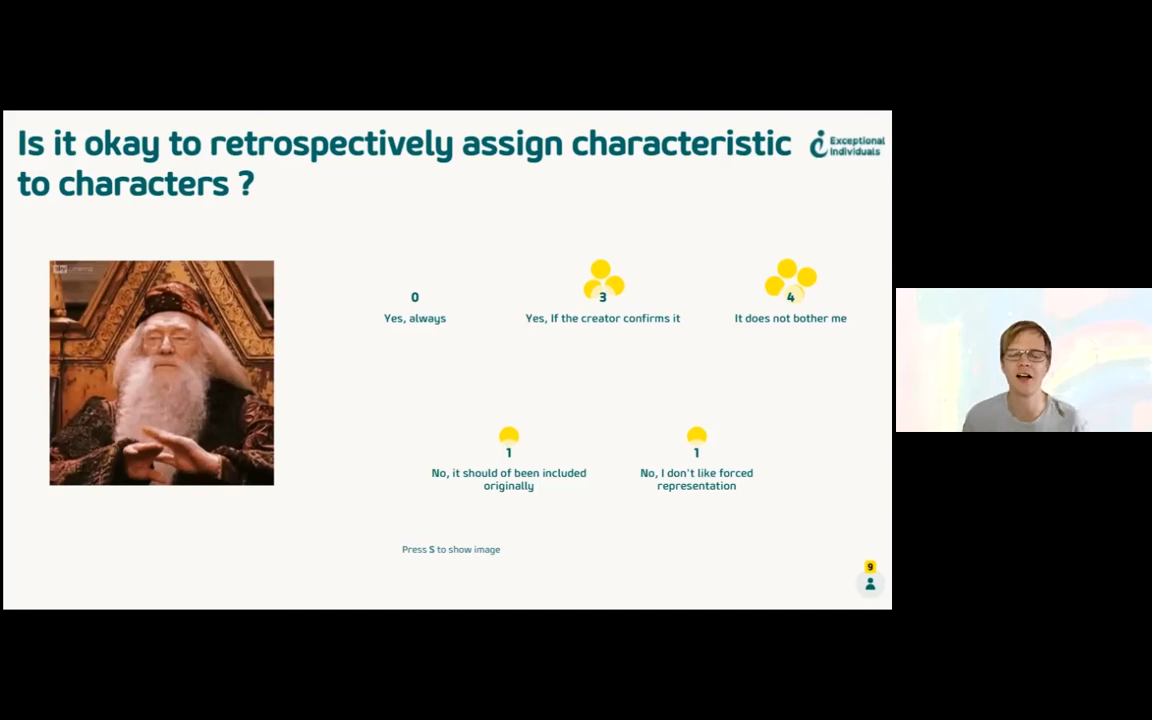 Is it okay to retrospectively assign characteristic
to characters ?
Exceptional
Individuals
0
Yes, always
3
Yes, If the creator confirms it
4
It does not bother me
1
No, it should of been included
originally
1
No, I don't like forced
representation
Press S to show image
9